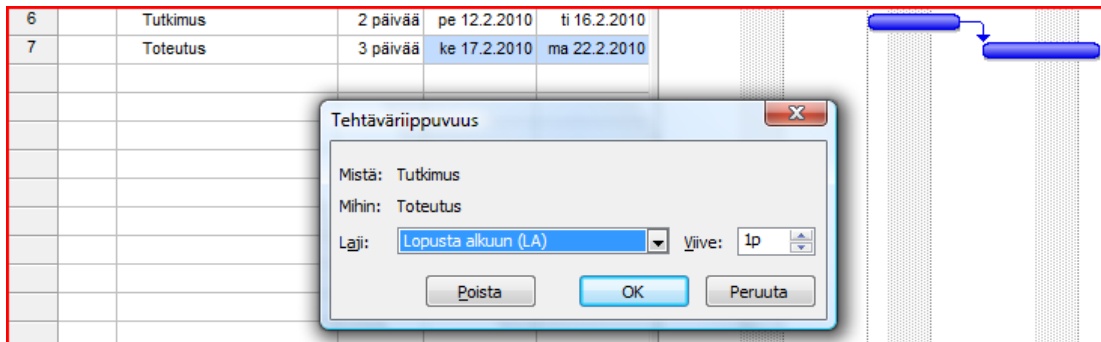 6 Tutkimus 2 päivää pe 12.2.2010 ti 16.2.2010
7 Toteutus 3 päivää ke 17.2.2010 ma 22.2.2010
Tehtäväriippuvuus
Mistä: Tutkimus
Mihin: Toteutus
Laji: Lopusta alkuun (LA) Viive: 1p
Poista OK Peruuta